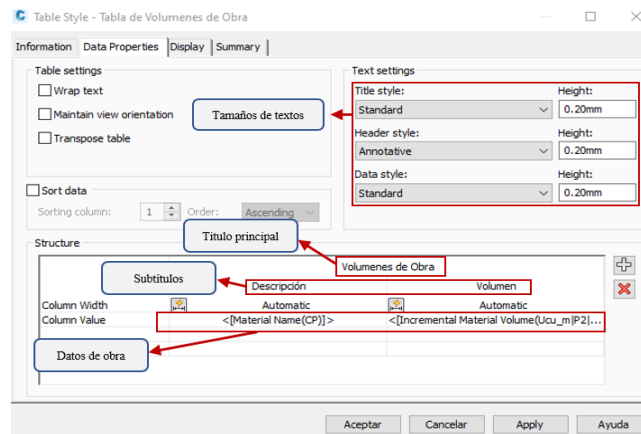 Table Style - Tabla de Volumenes de Obra
Information Data Properties Display Summary
Table settings
Wrap text
Maintain view orientation
Transpose table
Tamaños de textos
Text settings
Title style: Height:
Standard 0.20mm
Header style: Height:
Annotative 0.20mm
Data style: Height:
Standard 0.20mm
Sort data
Sorting column: 1 Order: Ascending
Titulo principal
Structure
Volumenes de Obra
Subtítulos
Descripción Volumen
Column Width Automatic Automatic
Column Value <[Material Name(CP)]> <[Incremental Material Volume(Ucu_m|P2|...
Datos de obra
Aceptar Cancelar Apply Ayuda